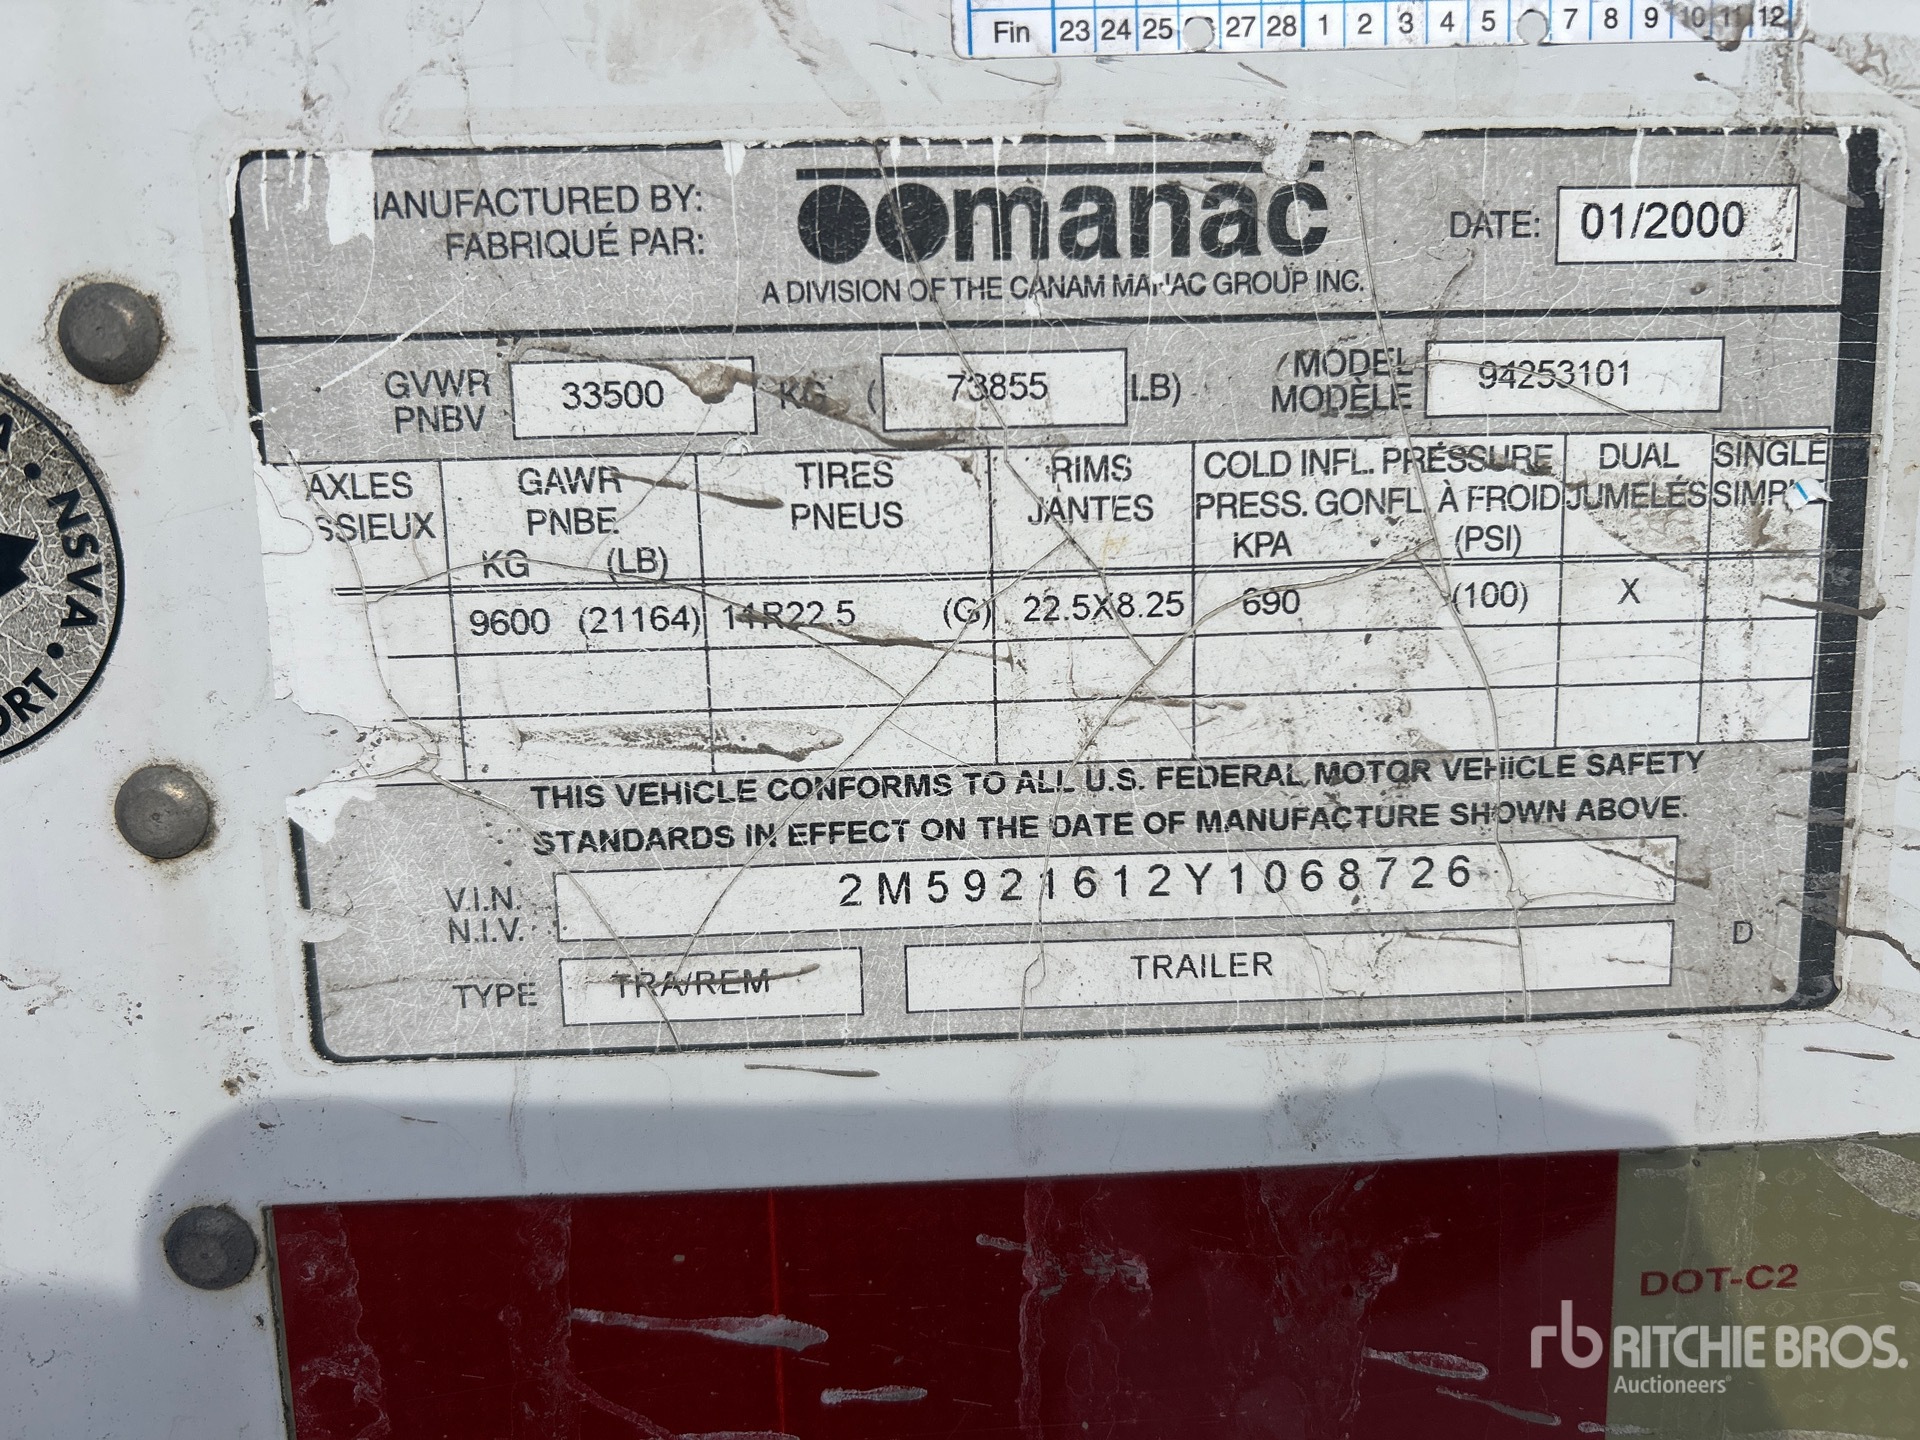 Fin 23 24 25 27 28 1 2 3 4 5 7 8 9 10 11 12
MANUFACTURED BY:
FABRIQUÉ PAR:
manac
A DIVISION OF THE CANAM MANAC GROUP INC.
DATE: 01/2000
GVWR
PNBV
33500 KG ( 73855 LB)
MODEL
MODÈLE
94253101
AXLES
ESSIEUX
GAWR
PNBE
KG (LB)
TIRES
PNEUS
RIMS
JANTES
COLD INFL. PRESSURE
PRESS. GONFL. À FROID
KPA (PSI)
DUAL
JUMELÉS
SINGLE
SIMPLE
9600 (21164) 11R22.5 (G) 22.5X8.25 690 (100) X
THIS VEHICLE CONFORMS TO ALL U.S. FEDERAL MOTOR VEHICLE SAFETY
STANDARDS IN EFFECT ON THE DATE OF MANUFACTURE SHOWN ABOVE.
V.I.N.
N.I.V.
2M5921612Y1068726
TYPE TRA/REM TRAILER
D
NSVA
ORT
DOT-C2
rb RITCHIE BROS.
Auctioneers